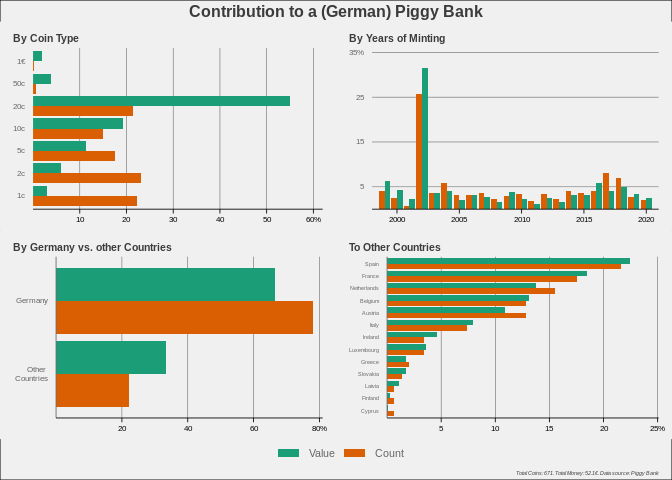 Contribution to a (German) Piggy Bank
By Coin Type
1€
50c
20c
10c
5c
2c
1c
10 20 30 40 50 60%
By Years of Minting
35%
25
15
5
2000 2005 2010 2015 2020
By Germany vs. other Countries
Germany
Other
Countries
20 40 60 80%
To Other Countries
Spain
France
Netherlands
Belgium
Austria
Italy
Ireland
Luxembourg
Greece
Slovakia
Latvia
Finland
Cyprus
5 10 15 20 25%
Value Count
Total Coins: 671. Total Money: 52.16. Data source: Piggy Bank